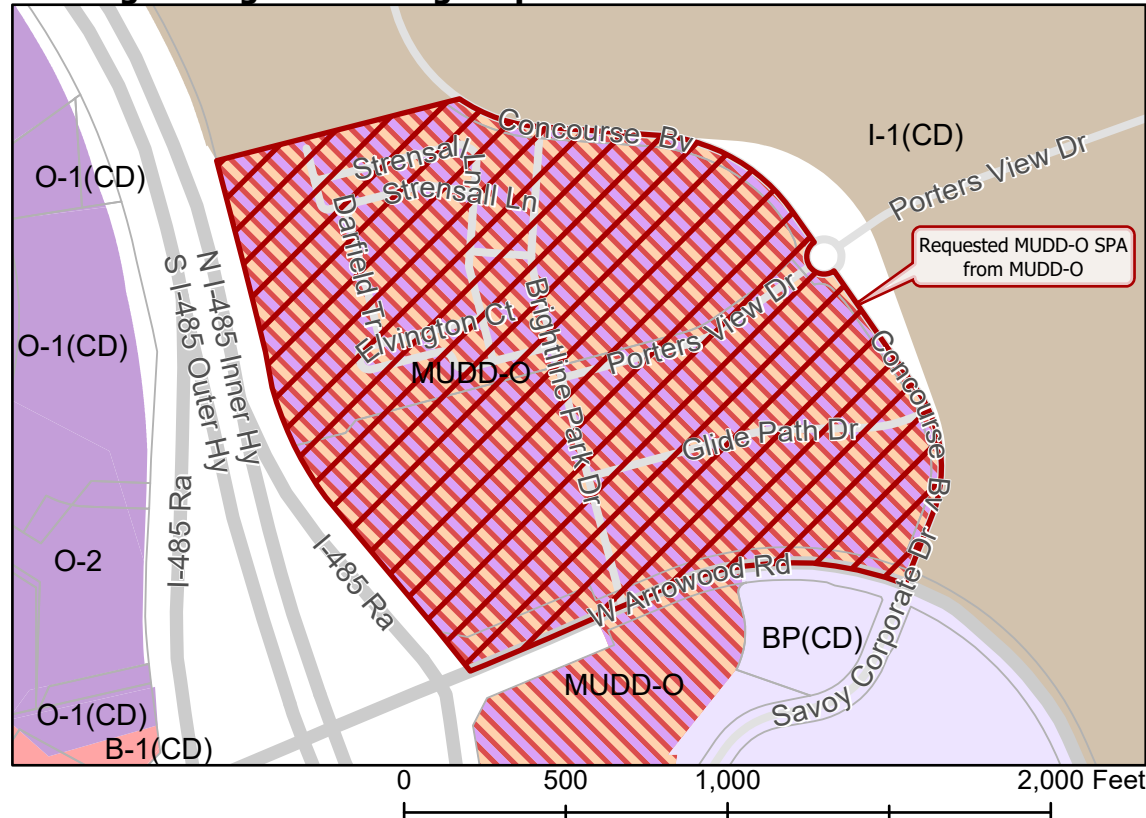 Concourse Bv
I-1(CD)
Strensall Ln
O-1(CD)
Porters View Dr
Strensall Ln
Darfield Tr
Requested MUDD-O SPA
from MUDD-O
N I-485 Inner Hy
S I-485 Outer Hy
Brightline Park Dr
Porters View Dr
Elvington Ct
O-1(CD)
MUDD-O
Concourse Bv
Glide Path Dr
I-485 Ra
O-2
I-485 Ra
W Arrowood Rd
BP(CD)
Savoy Corporate Dr
MUDD-O
O-1(CD)
B-1(CD)
0 500 1,000 2,000 Feet